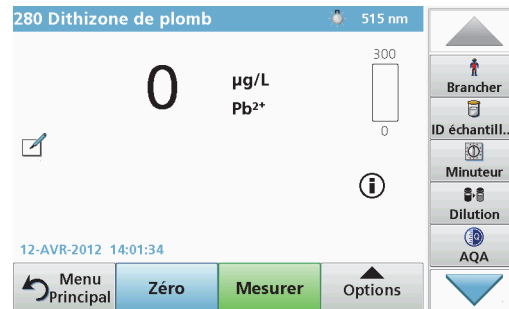 280 Dithizone de plomb
515 nm
0
µg/L
Pb²⁺
300
0
12-AVR-2012 14:01:34
Menu
Principal
Zéro
Mesurer
Options
Brancher
ID échantill..
Minuteur
Dilution
AQA